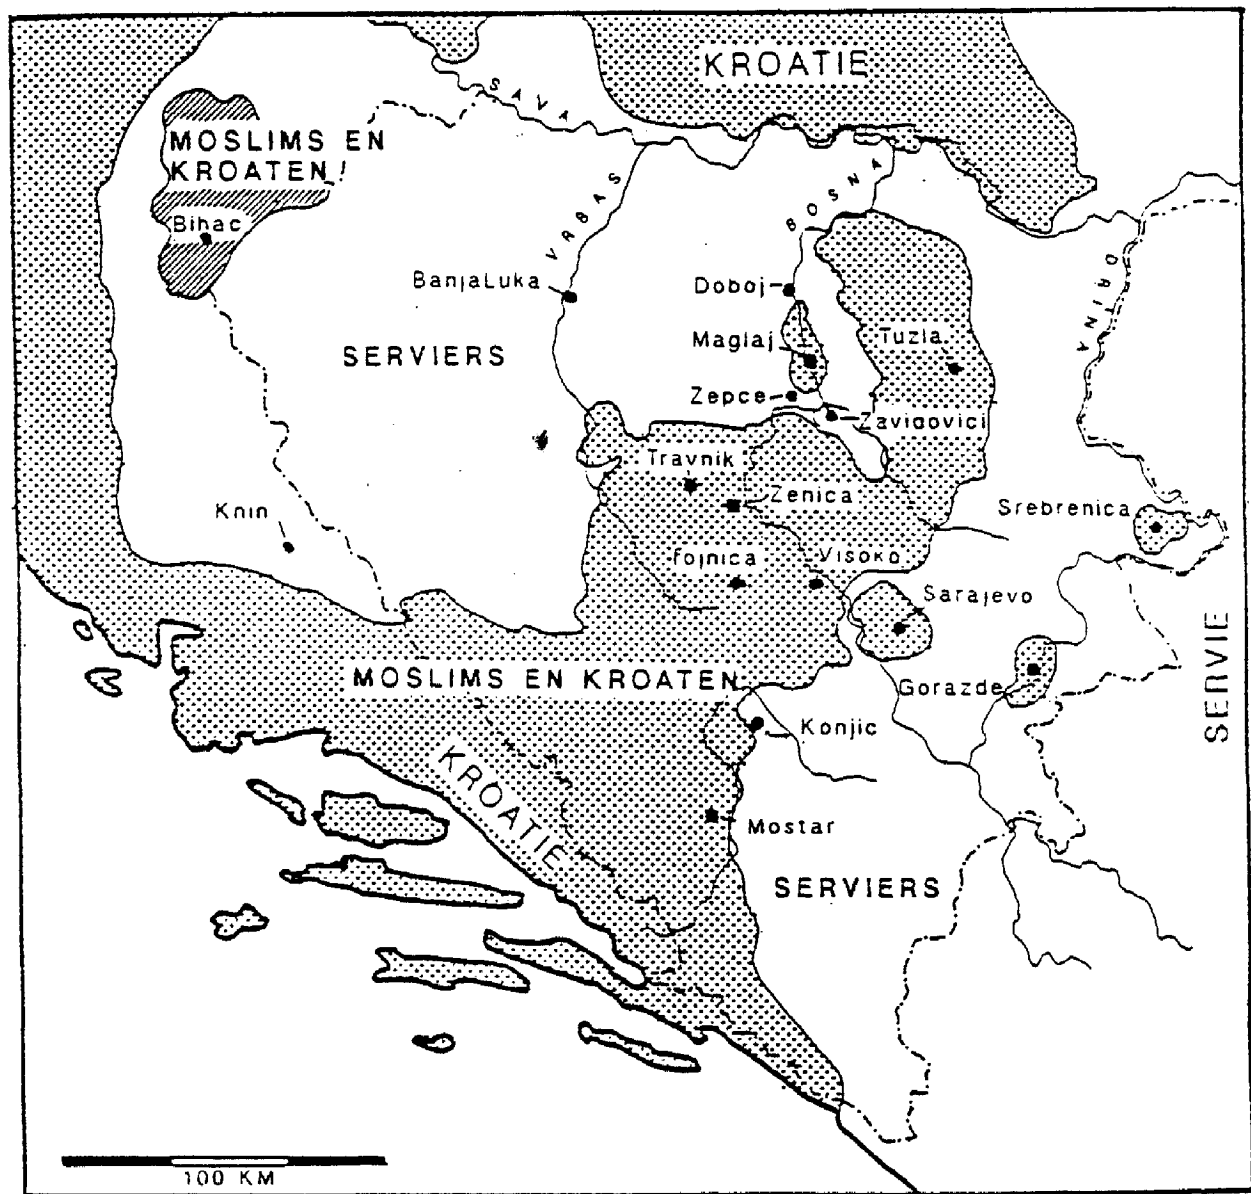 KROATIE
SAVA
MOSLIMS EN
KROATEN!
BOSNA
VRBAS
Bihac
DRINA
BanjaLuka
Doboj
Maglaj
Tuzla
SERVIERS
Zepce
Zavidovici
Travnik
Zenica
Srebrenica
Knin
fojnica
Visoko
Sarajevo
SERVIE
MOSLIMS EN KROATEN
Gorazde
Konjic
KROATIE
Mostar
SERVIERS
100 KM